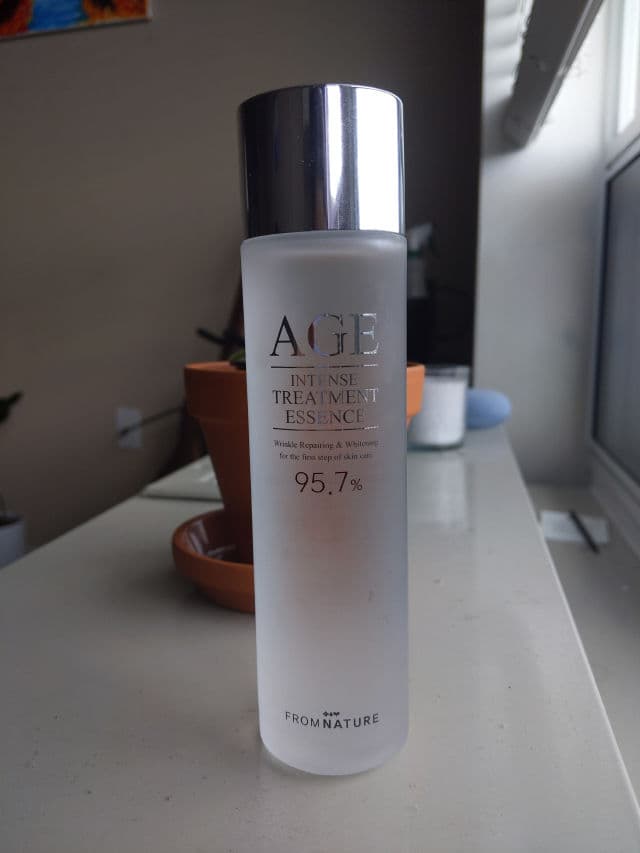 AGE
INTENSE
TREATMENT
ESSENCE
Wrinkle Repairing & Whitening
for the first step of skin care
95.7%
FROMNATURE